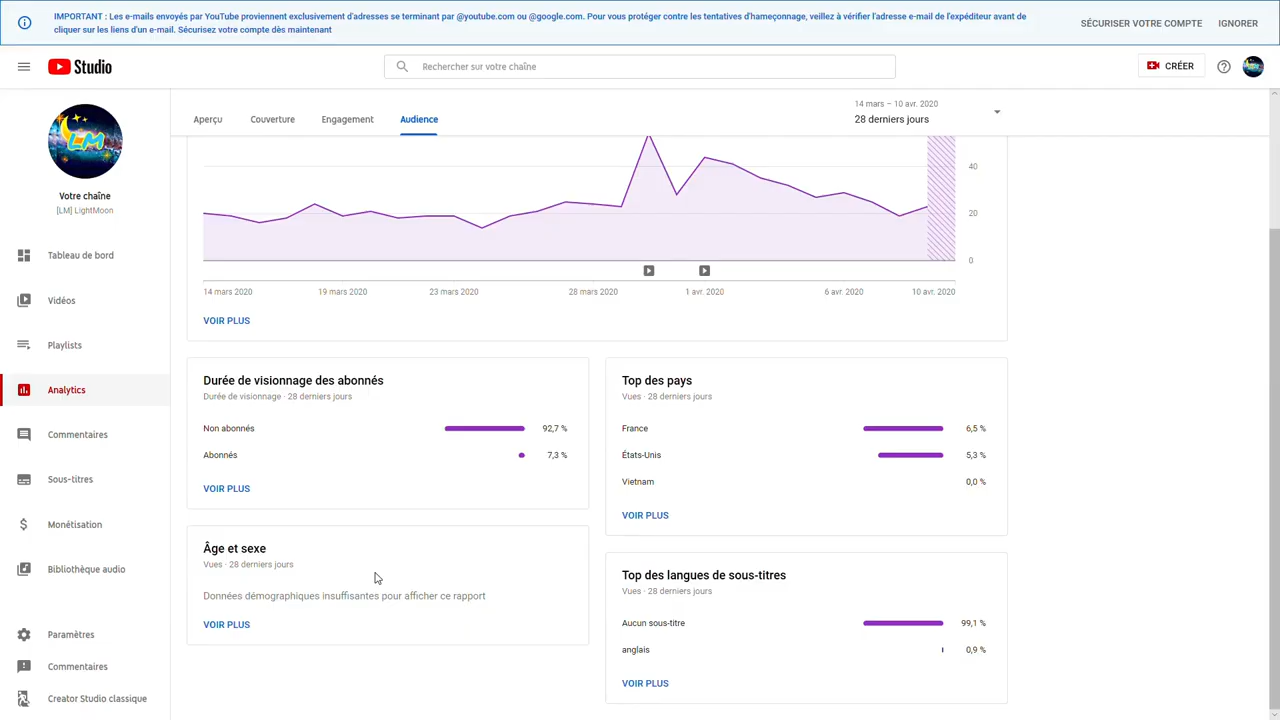 IMPORTANT : Les e-mails envoyés par YouTube proviennent exclusivement d'adresses se terminant par @youtube.com ou @google.com. Pour vous protéger contre les tentatives d'hameçonnage, veillez à vérifier l'adresse e-mail de l'expéditeur avant de
cliquer sur les liens d'un e-mail. Sécurisez votre compte dès maintenant
SÉCURISER VOTRE COMPTE
IGNORER
Studio
Rechercher sur votre chaîne
CRÉER
LM
Votre chaîne
[LM] LightMoon
Tableau de bord
Vidéos
Playlists
Analytics
Commentaires
Sous-titres
Monétisation
Bibliothèque audio
Paramètres
Commentaires
Creator Studio classique
Aperçu
Couverture
Engagement
Audience
14 mars – 10 avr. 2020
28 derniers jours
40
20
0
14 mars 2020
19 mars 2020
23 mars 2020
28 mars 2020
1 avr. 2020
6 avr. 2020
10 avr. 2020
VOIR PLUS
Durée de visionnage des abonnés
Durée de visionnage · 28 derniers jours
Non abonnés 92,7 %
Abonnés 7,3 %
VOIR PLUS
Âge et sexe
Vues · 28 derniers jours
Données démographiques insuffisantes pour afficher ce rapport
VOIR PLUS
Top des pays
Vues · 28 derniers jours
France 6,5 %
États-Unis 5,3 %
Vietnam 0,0 %
VOIR PLUS
Top des langues de sous-titres
Vues · 28 derniers jours
Aucun sous-titre 99,1 %
anglais 0,9 %
VOIR PLUS